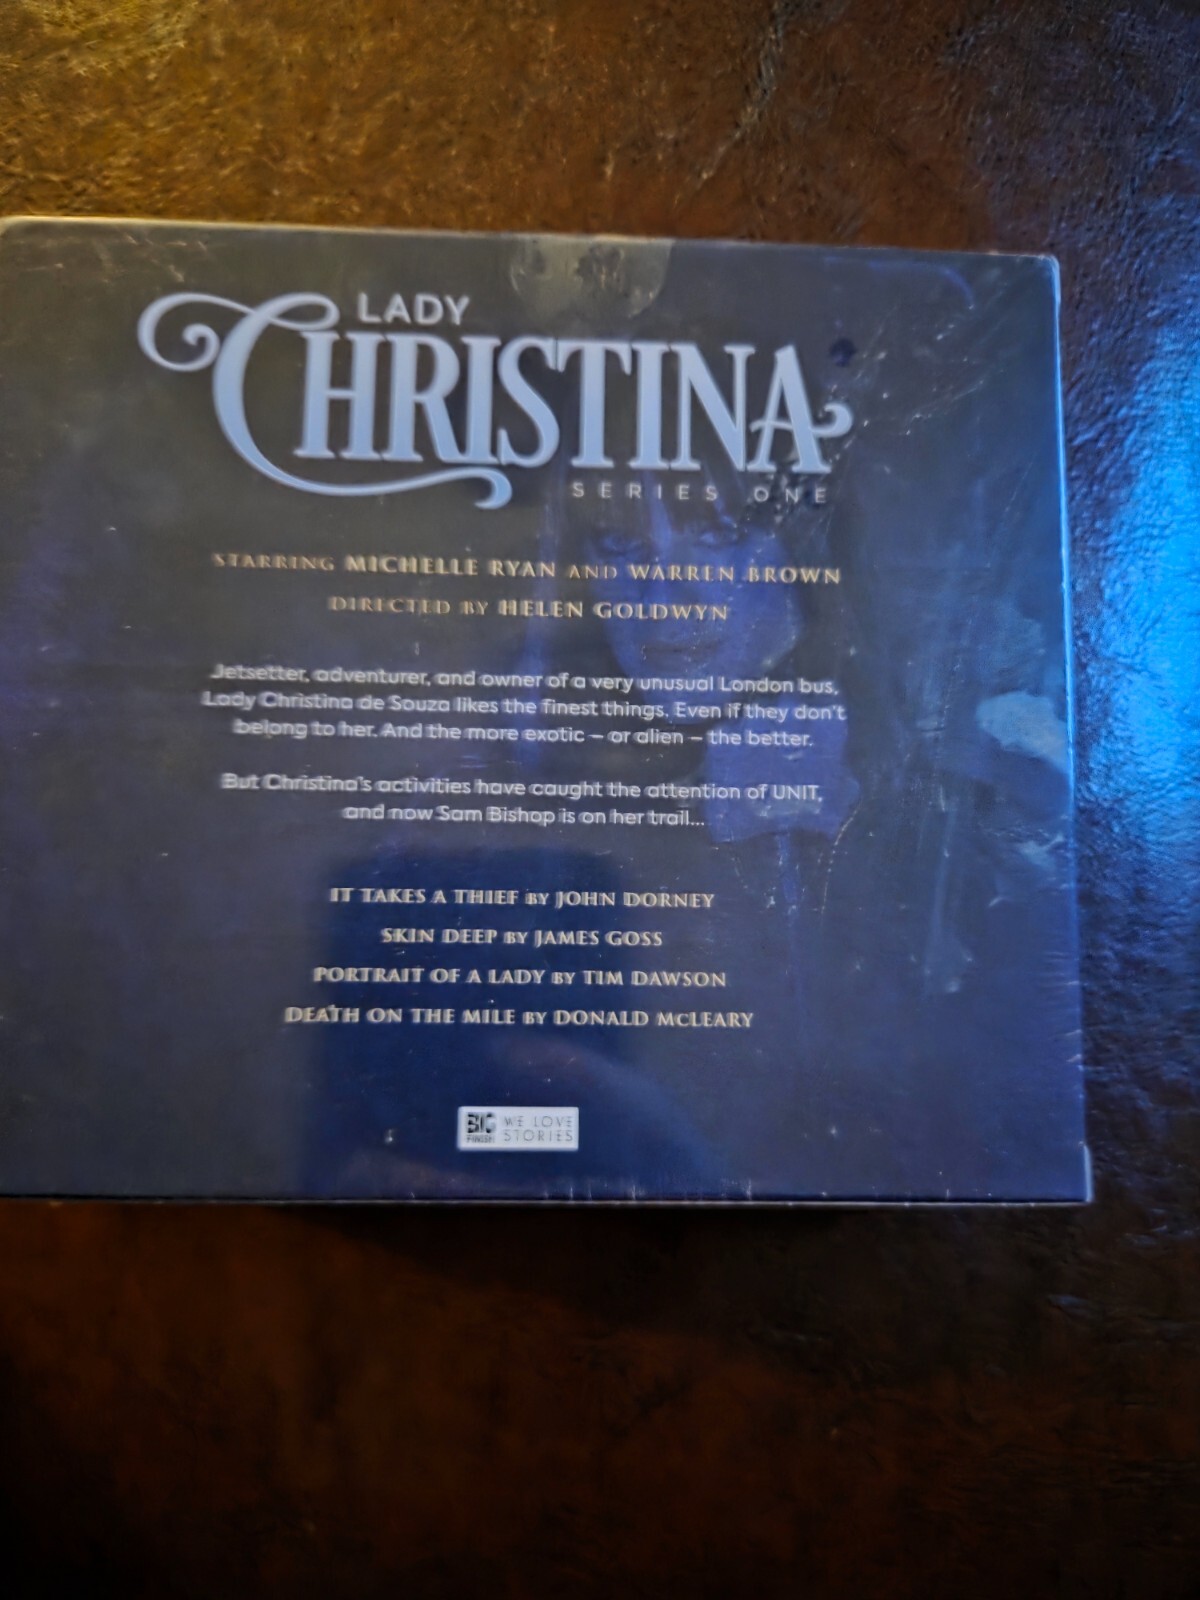 LADY
CHRISTINA
SERIES ONE
STARRING MICHELLE RYAN AND WARREN BROWN
DIRECTED BY HELEN GOLDWYN
Jetsetter, adventurer, and owner of a very unusual London bus,
Lady Christina de Souza likes the finest things. Even if they don't
belong to her. And the more exotic – or alien – the better.
But Christina's activities have caught the attention of UNIT,
and now Sam Bishop is on her trail...
IT TAKES A THIEF BY JOHN DORNEY
SKIN DEEP BY JAMES GOSS
PORTRAIT OF A LADY BY TIM DAWSON
DEATH ON THE MILE BY DONALD McLEARY
BIG FINISH
WE LOVE
STORIES